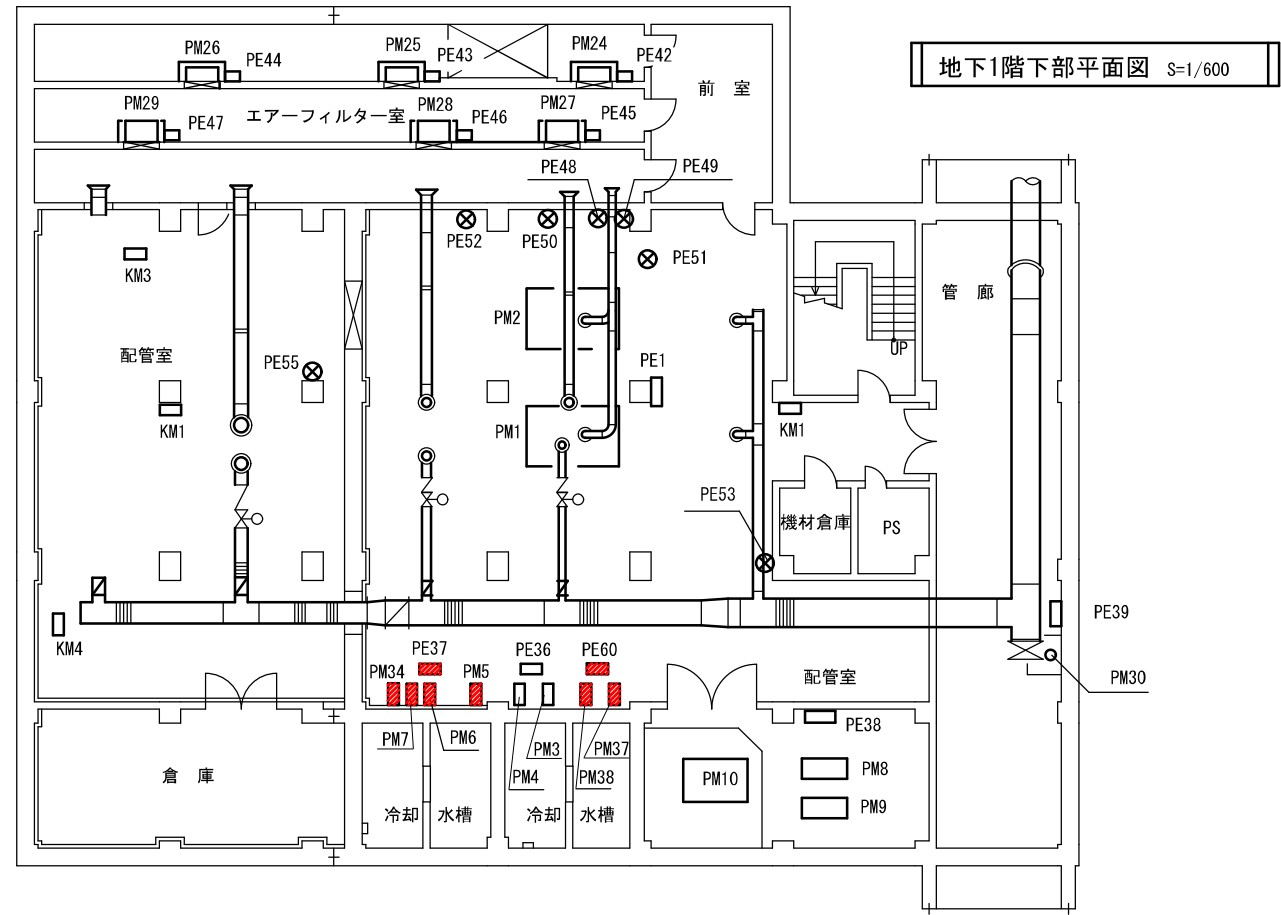 地下1階下部平面図 S=1/600
PM26
PE44
PM25
PE43
PM24
PE42
前室
PM29
PE47
エアーフィルター室
PM28
PE46
PM27
PE45
PE48
PE49
PE52
PE50
PE51
KM3
PM2
管廊
UP
配管室
PE55
PE1
KM1
PM1
KM1
PE53
機材倉庫
PS
KM4
PE39
PM34
PE37
PM5
PE36
PE60
配管室
PM30
PM7
PM6
PM4
PM3
PM38
PM37
PE38
倉庫
PM10
PM8
PM9
冷却
水槽
冷却
水槽